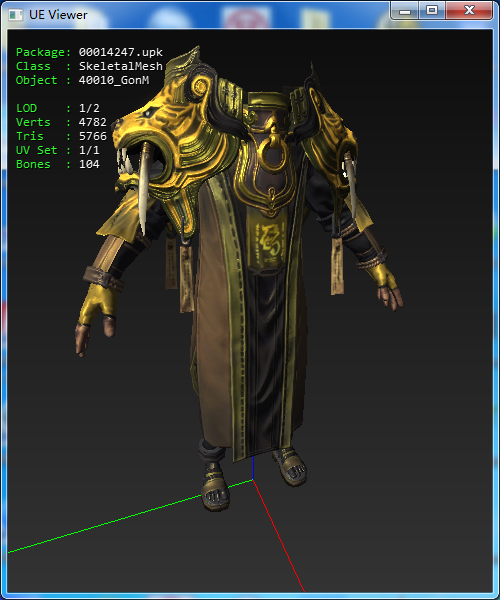 UE Viewer
Package: 00014247.upk
Class : SkeletalMesh
Object : 40010_GonM
LOD : 1/2
Verts : 4782
Tris : 5766
UV Set : 1/1
Bones : 104